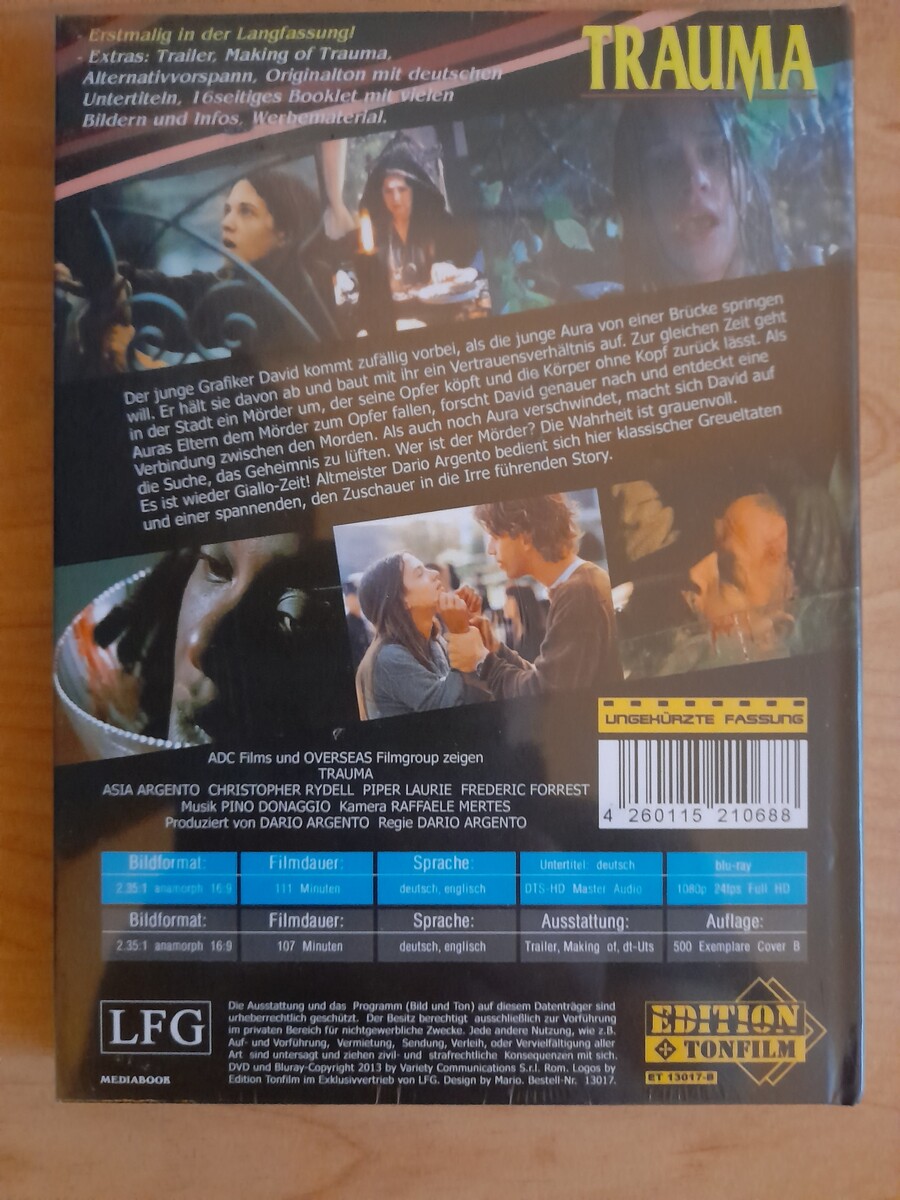 - Erstmalig in der Langfassung!
- Extras: Trailer, Making of Trauma,
Alternativvorspann, Originalton mit deutschen
Untertiteln, 16seitiges Booklet mit vielen
Bildern und Infos, Werbematerial.
TRAUMA
Der junge Grafiker David kommt zufällig vorbei, als die junge Aura von einer Brücke springen
will. Er hält sie davon ab und baut mit ihr ein Vertrauensverhältnis auf. Zur gleichen Zeit geht
in der Stadt ein Mörder um, der seine Opfer köpft und die Körper ohne Kopf zurück lässt. Als
Auras Eltern dem Mörder zum Opfer fallen, forscht David genauer nach und entdeckt eine
Verbindung zwischen den Morden. Als auch noch Aura verschwindet, macht sich David auf
die Suche, das Geheimnis zu lüften. Wer ist der Mörder? Die Wahrheit ist grauenvoll.
Es ist wieder Giallo-Zeit! Altmeister Dario Argento bedient sich hier klassischer Greueltaten
und einer spannenden, den Zuschauer in die Irre führenden Story.
UNGEKÜRZTE FASSUNG
4 260115 210688
ADC Films und OVERSEAS Filmgroup zeigen
TRAUMA
ASIA ARGENTO CHRISTOPHER RYDELL PIPER LAURIE FREDERIC FORREST
Musik PINO DONAGGIO Kamera RAFFAELE MERTES
Produziert von DARIO ARGENTO Regie DARIO ARGENTO
Bildformat: Filmdauer: Sprache: Untertitel: deutsch blu-ray
2.35:1 anamorph 16:9 111 Minuten deutsch, englisch DTS-HD Master Audio 1080p 24fps Full HD
Bildformat: Filmdauer: Sprache: Ausstattung: Auflage:
2.35:1 anamorph 16:9 107 Minuten deutsch, englisch Trailer, Making of, dt-Uts 500 Exemplare Cover B
LFG
MEDIABOOK
Die Ausstattung und das Programm (Bild und Ton) auf diesem Datenträger sind
urheberrechtlich geschützt. Der Besitz berechtigt ausschließlich zur Vorführung
im privaten Bereich für nichtgewerbliche Zwecke. Jede andere Nutzung, wie z.B.
Auf- und Vorführung, Vermietung, Sendung, Verleih, oder Vervielfältigung aller
Art sind untersagt und ziehen zivil- und strafrechtliche Konsequenzen mit sich.
DVD und Bluray-Copyright 2013 by Variety Communications S.r.l. Rom. Logos by
Edition Tonfilm im Exklusivvertrieb von LFG. Design by Mario. Bestell-Nr. 13017.
EDITION
TONFILM
ET 13017-B